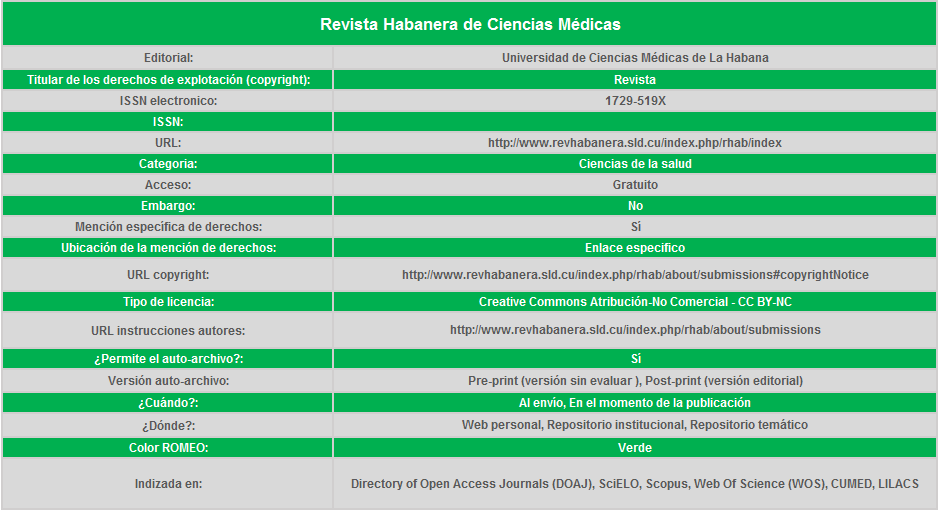 Revista Habanera de Ciencias Médicas
Editorial: Universidad de Ciencias Médicas de La Habana
Titular de los derechos de explotación (copyright): Revista
ISSN electronico: 1729-519X
ISSN:
URL: http://www.revhabanera.sld.cu/index.php/rhab/index
Categoría: Ciencias de la salud
Acceso: Gratuito
Embargo: No
Mención específica de derechos: Sí
Ubicación de la mención de derechos: Enlace específico
URL copyright: http://www.revhabanera.sld.cu/index.php/rhab/about/submissions#copyrightNotice
Tipo de licencia: Creative Commons Atribución-No Comercial - CC BY-NC
URL instrucciones autores: http://www.revhabanera.sld.cu/index.php/rhab/about/submissions
¿Permite el auto-archivo?: Sí
Versión auto-archivo: Pre-print (versión sin evaluar ), Post-print (versión editorial)
¿Cuándo?: Al envío, En el momento de la publicación
¿Dónde?: Web personal, Repositorio institucional, Repositorio temático
Color ROMEO: Verde
Indizada en: Directory of Open Access Journals (DOAJ), SciELO, Scopus, Web Of Science (WOS), CUMED, LILACS